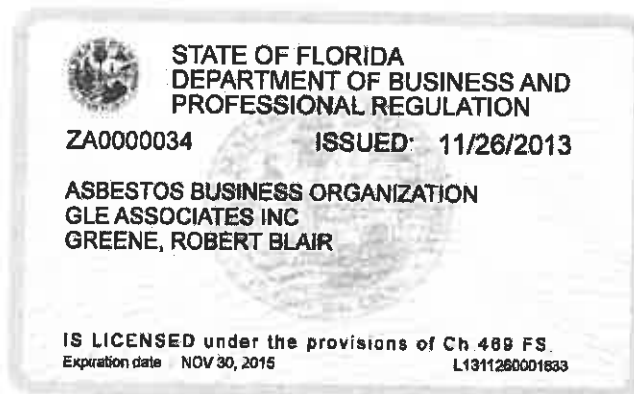 STATE OF FLORIDA
DEPARTMENT OF BUSINESS AND
PROFESSIONAL REGULATION
ZA0000034 ISSUED: 11/26/2013
ASBESTOS BUSINESS ORGANIZATION
GLE ASSOCIATES INC
GREENE, ROBERT BLAIR
IS LICENSED under the provisions of Ch.469 FS.
Expiration date NOV 30, 2015 L1311260001633